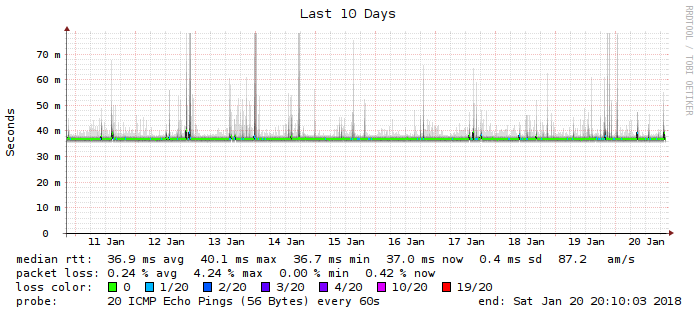 Last 10 Days
RRDTOOL / TOBI OETIKER
Seconds
70 m
60 m
50 m
40 m
30 m
20 m
10 m
0
11 Jan 12 Jan 13 Jan 14 Jan 15 Jan 16 Jan 17 Jan 18 Jan 19 Jan 20 Jan
median rtt: 36.9 ms avg 40.1 ms max 36.7 ms min 37.0 ms now 0.4 ms sd 87.2 am/s
packet loss: 0.24 % avg 4.24 % max 0.00 % min 0.42 % now
loss color: 0 1/20 2/20 3/20 4/20 10/20 19/20
probe: 20 ICMP Echo Pings (56 Bytes) every 60s end: Sat Jan 20 20:10:03 2018